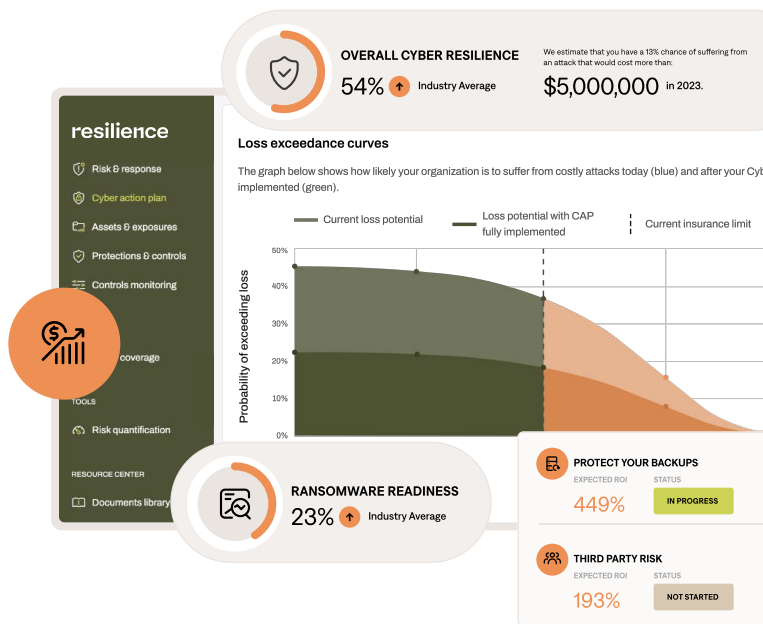 OVERALL CYBER RESILIENCE
54% Industry Average
We estimate that you have a 13% chance of suffering from
an attack that would cost more than:
$5,000,000 in 2023.
resilience
Risk & response
Cyber action plan
Assets & exposures
Protections & controls
Controls monitoring
coverage
TOOLS
Risk quantification
RESOURCE CENTER
Documents library
Loss exceedance curves
The graph below shows how likely your organization is to suffer from costly attacks today (blue) and after your Cyb
implemented (green).
Current loss potential
Loss potential with CAP
fully implemented
Current insurance limit
Probability of exceeding loss
50%
40%
30%
20%
10%
0%
RANSOMWARE READINESS
23% Industry Average
PROTECT YOUR BACKUPS
EXPECTED ROI STATUS
449% IN PROGRESS
THIRD PARTY RISK
EXPECTED ROI STATUS
193% NOT STARTED